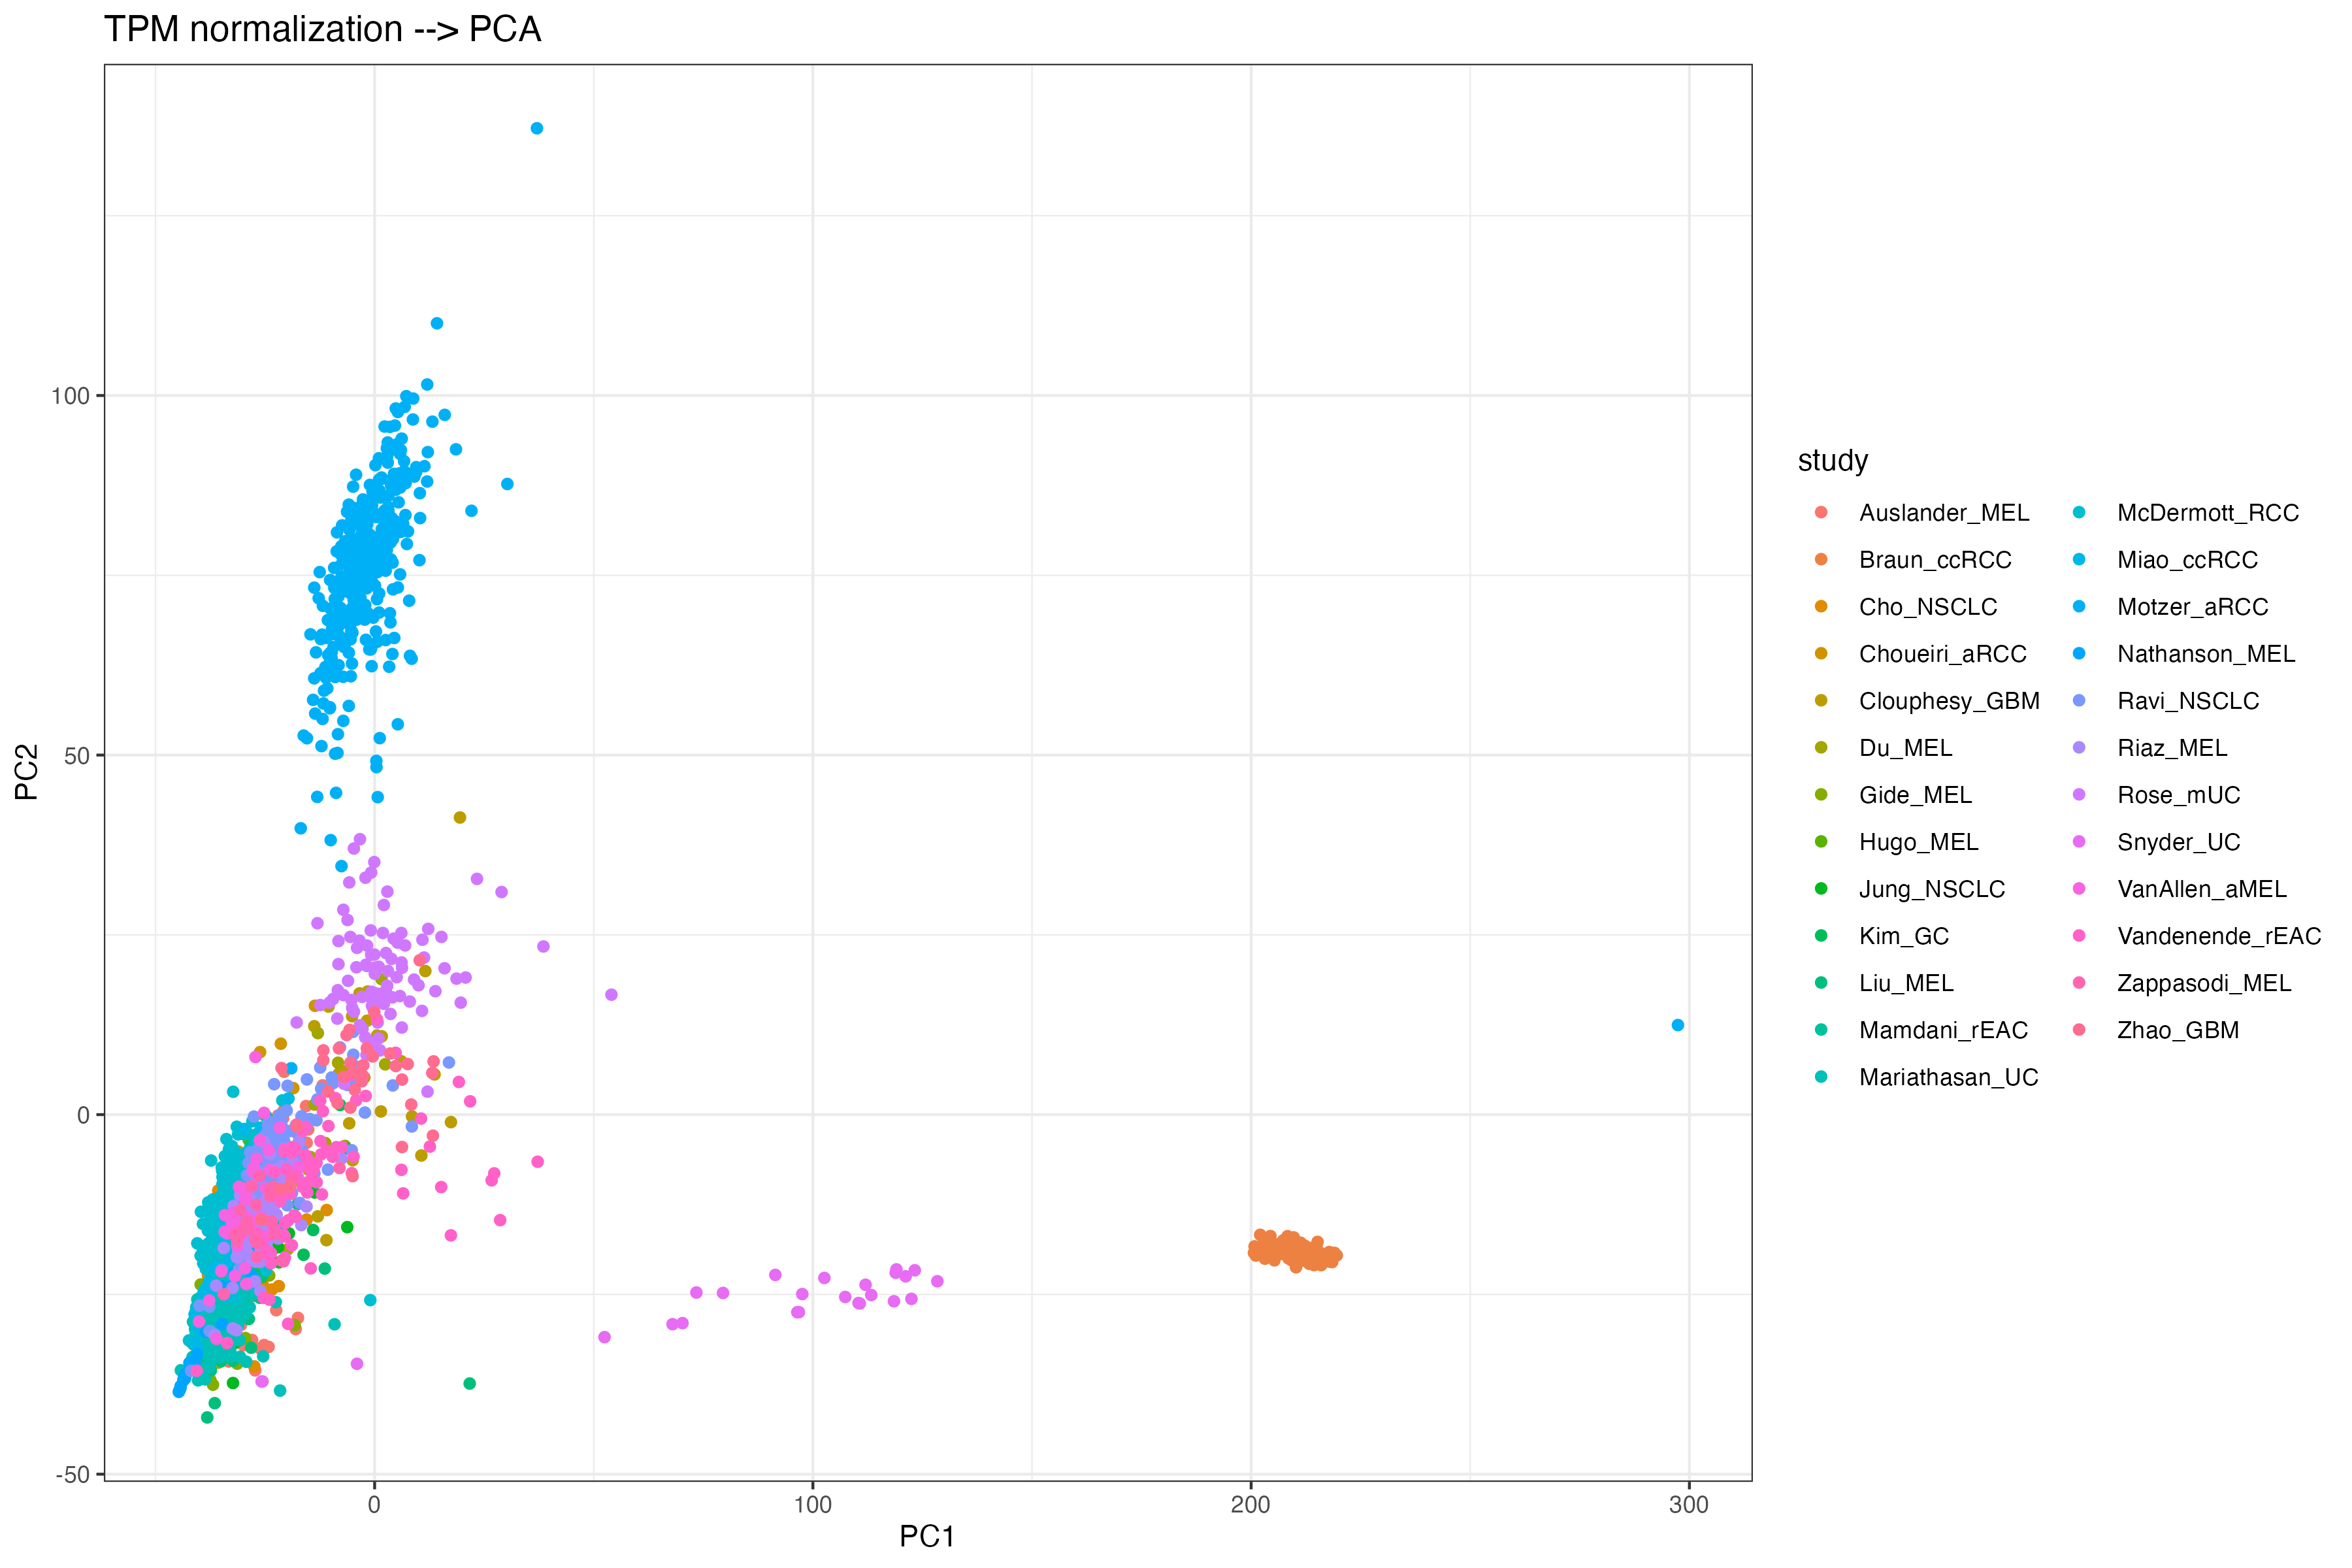 TPM normalization --> PCA
PC2
100
50
0
-50
0
100
200
300
PC1
study
Auslander_MEL
Braun_ccRCC
Cho_NSCLC
Choueiri_aRCC
Clouphesy_GBM
Du_MEL
Gide_MEL
Hugo_MEL
Jung_NSCLC
Kim_GC
Liu_MEL
Mamdani_rEAC
Mariathasan_UC
McDermott_RCC
Miao_ccRCC
Motzer_aRCC
Nathanson_MEL
Ravi_NSCLC
Riaz_MEL
Rose_mUC
Snyder_UC
VanAllen_aMEL
Vandenende_rEAC
Zappasodi_MEL
Zhao_GBM